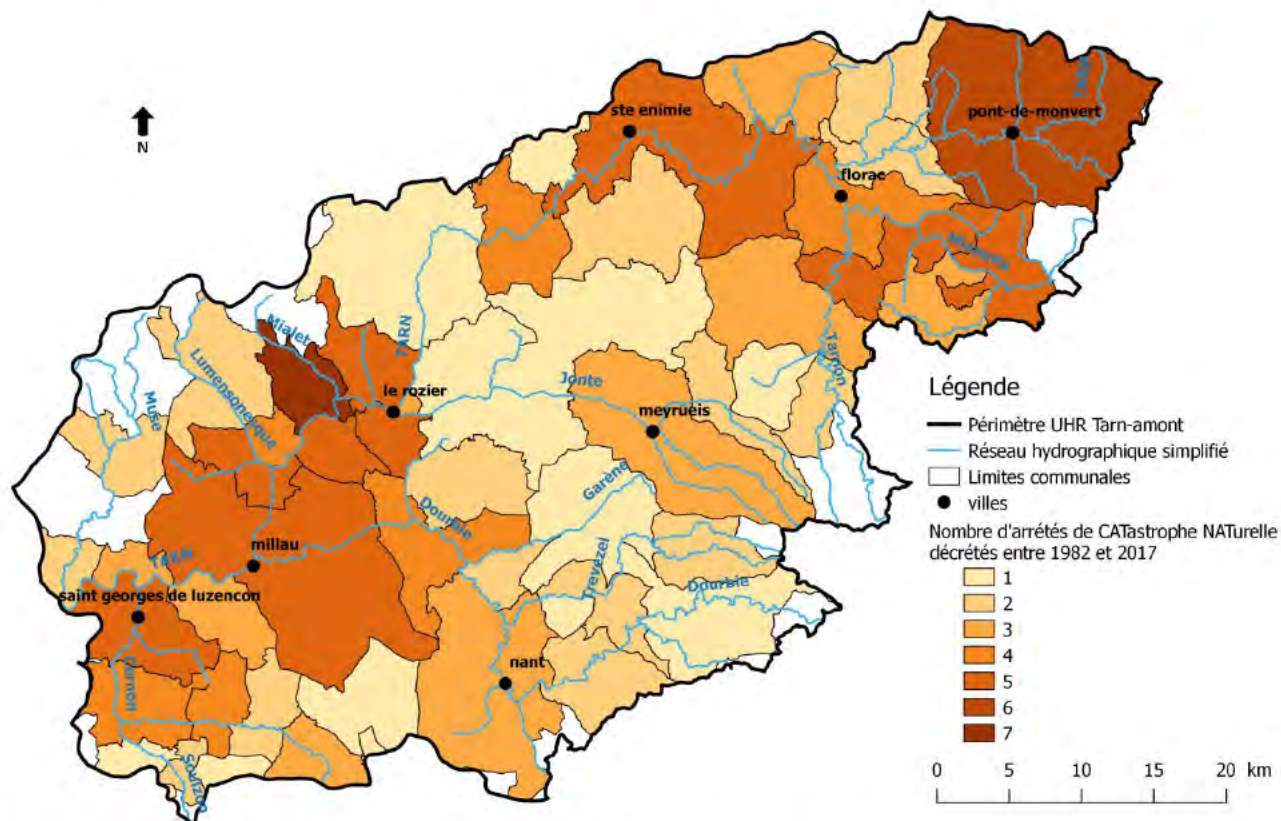 N
ste enimie
TARN
pont-de-monvert
florac
Mimente
Mialet
TARN
Lumensonesque
Muse
le rozier
Jonte
Tarnon
meyrueis
Garene
Dourbie
TARN
millau
Trevezel
Dourbie
saint georges de luzencon
Cernon
nant
Soulzon
Légende
Périmètre UHR Tarn-amont
Réseau hydrographique simplifié
Limites communales
villes
Nombre d'arrétés de CATastrophe NATurelle
décrétés entre 1982 et 2017
1
2
3
4
5
6
7
0 5 10 15 20 km